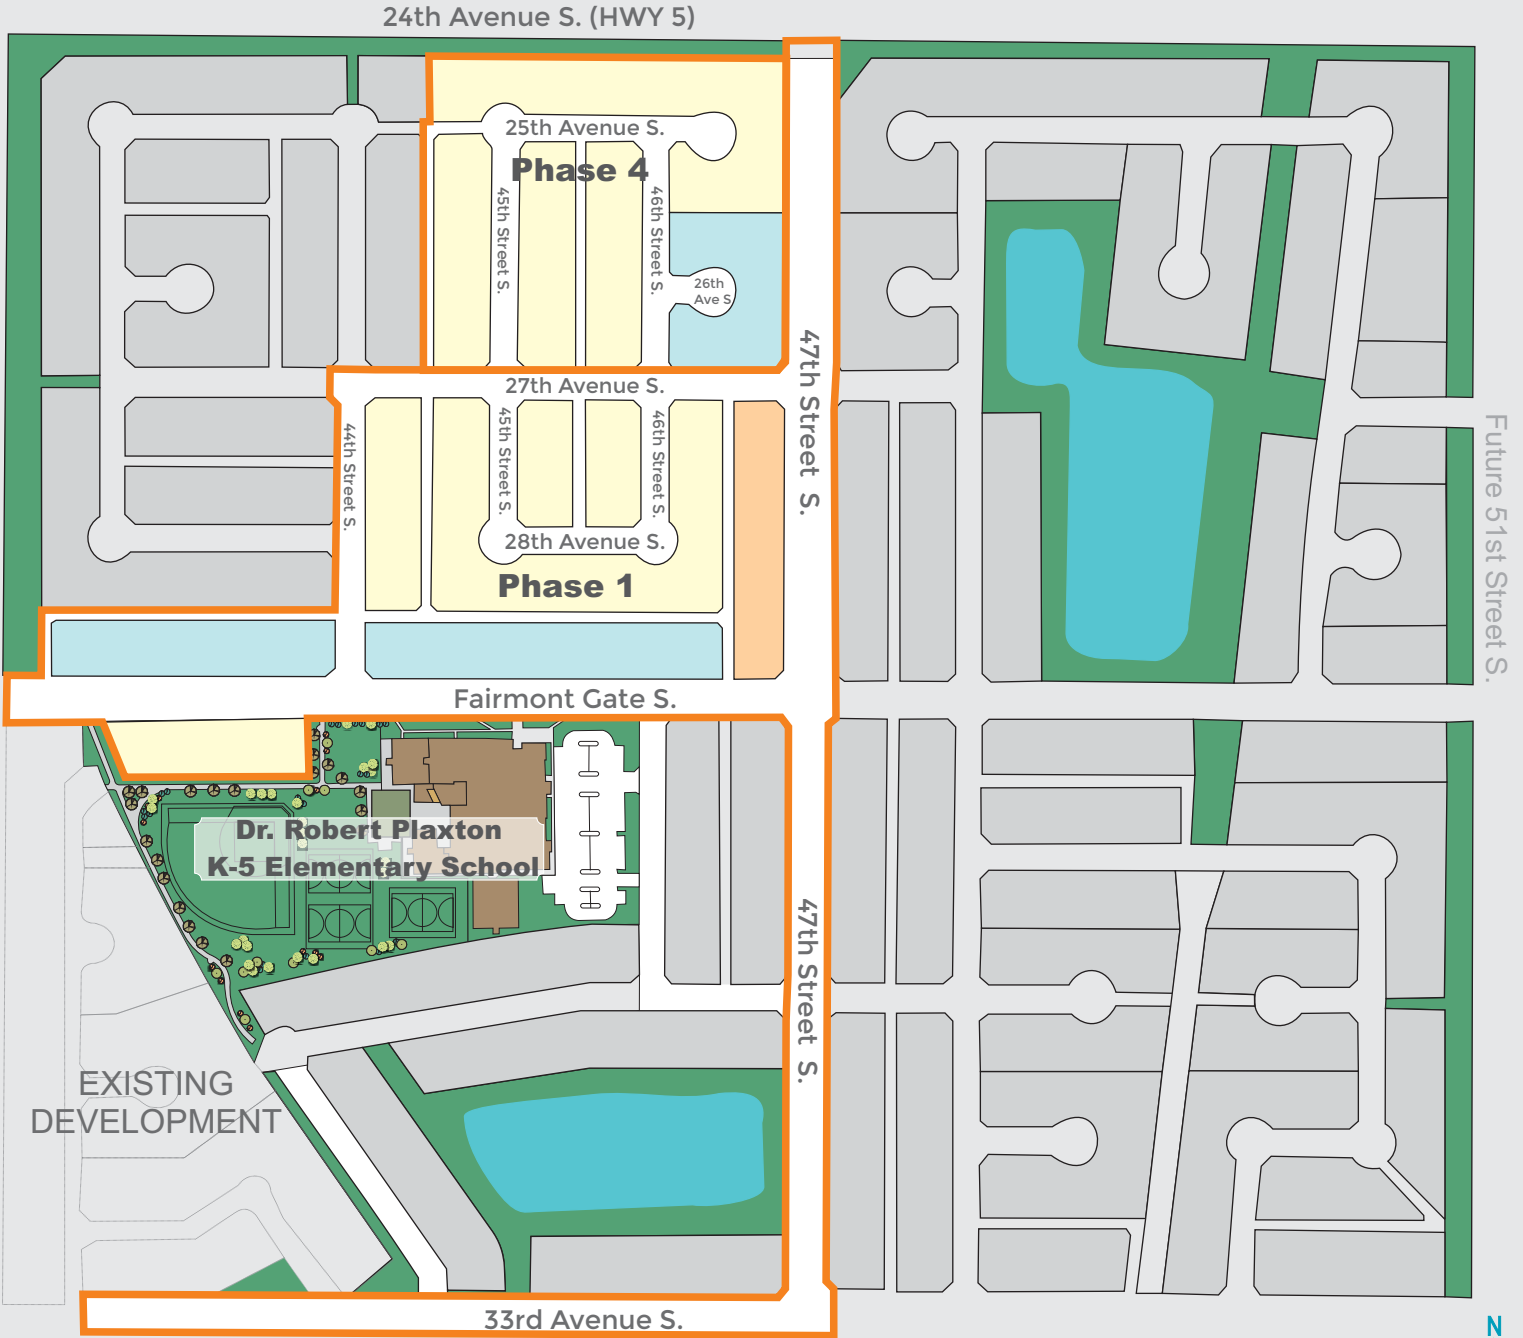 24th Avenue S. (HWY 5)
25th Avenue S.
Phase 4
45th Street S.
46th Street S.
26th
Ave S
47th Street S.
27th Avenue S.
44th Street S.
45th Street S.
46th Street S.
28th Avenue S.
Phase 1
Future 51st Street S.
Fairmont Gate S.
Dr. Robert Plaxton
K-5 Elementary School
47th Street S.
EXISTING
DEVELOPMENT
33rd Avenue S.
N